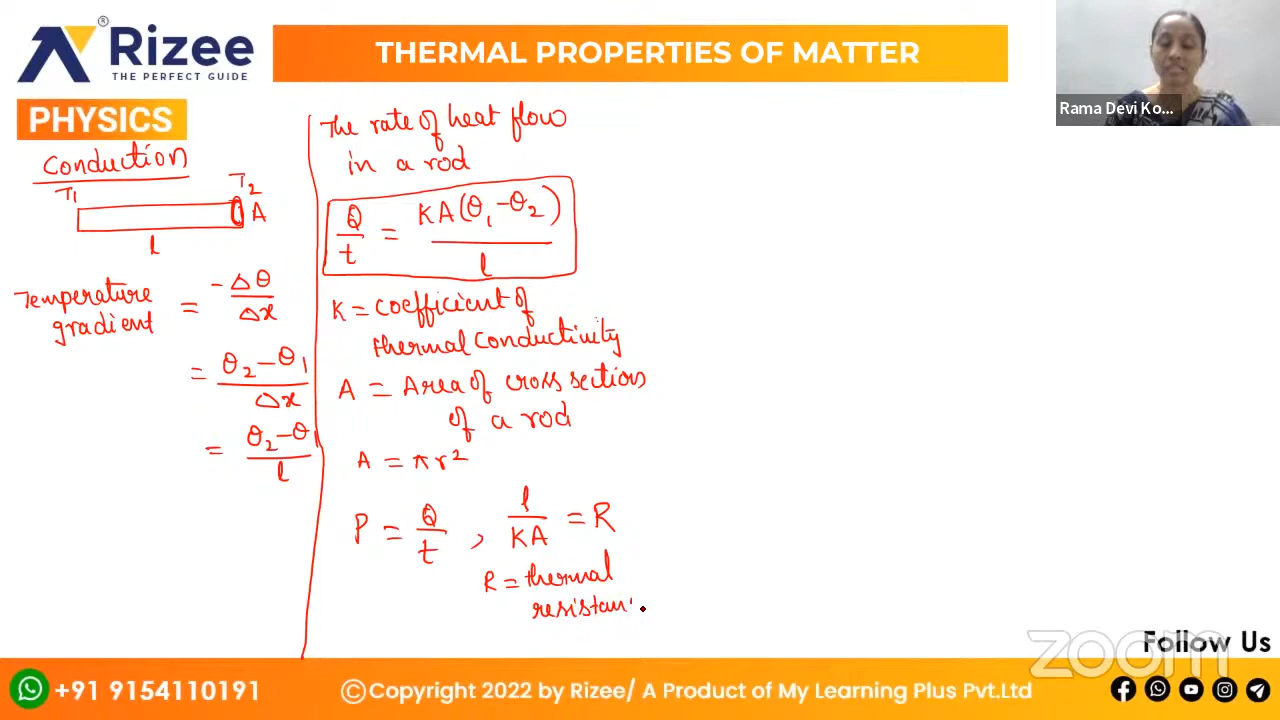 Rizee®
THE PERFECT GUIDE
THERMAL PROPERTIES OF MATTER
Rama Devi Ko...
PHYSICS
Conduction
T₁ T₂
A
l
Temperature gradient = -Δθ/Δx
= θ₂-θ₁/Δx
= θ₂-θ₁/l
The rate of heat flow
in a rod
Q/t = KA(θ₁-θ₂)/l
K = coefficient of
thermal conductivity
A = Area of cross section
of a rod
A = πr²
P = Q/t , l/KA = R
R = thermal
resistan
zoom
Follow Us
+91 9154110191
©Copyright 2022 by Rizee/ A Product of My Learning Plus Pvt.Ltd